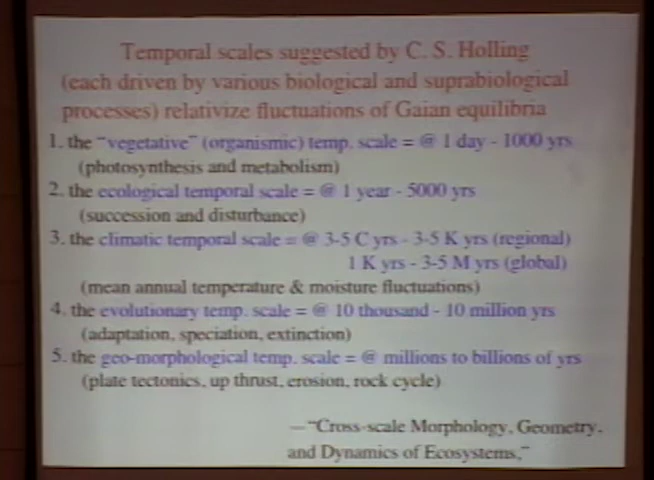 Temporal scales suggested by C. S. Holling
(each driven by various biological and suprabiological
processes) relativize fluctuations of Gaian equilibria
1. the "vegetative" (organismic) temp. scale = @ 1 day - 1000 yrs
(photosynthesis and metabolism)
2. the ecological temporal scale = @ 1 year - 5000 yrs
(succession and disturbance)
3. the climatic temporal scale = @ 3-5 C yrs - 3-5 K yrs (regional)
1 K yrs - 3-5 M yrs (global)
(mean annual temperature & moisture fluctuations)
4. the evolutionary temp. scale = @ 10 thousand - 10 million yrs
(adaptation, speciation, extinction)
5. the geo-morphological temp. scale = @ millions to billions of yrs
(plate tectonics, up thrust, erosion, rock cycle)
—"Cross-scale Morphology, Geometry,
and Dynamics of Ecosystems,"